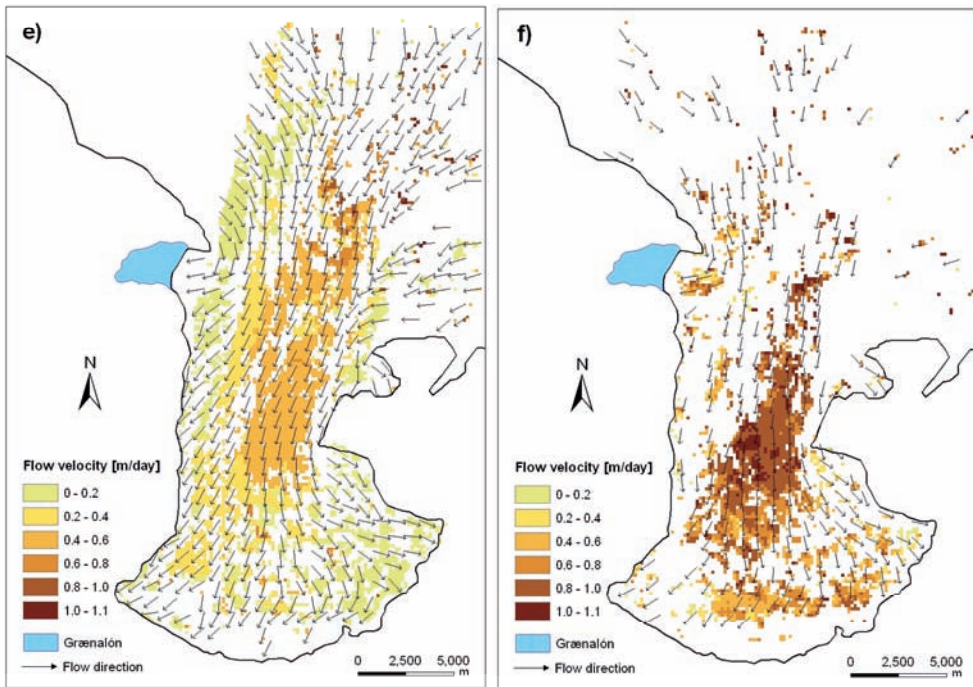 e)
N
Flow velocity [m/day]
0 - 0.2
0.2 - 0.4
0.4 - 0.6
0.6 - 0.8
0.8 - 1.0
1.0 - 1.1
Grænalón
Flow direction
0 2,500 5,000
m
f)
N
Flow velocity [m/day]
0 - 0.2
0.2 - 0.4
0.4 - 0.6
0.6 - 0.8
0.8 - 1.0
1.0 - 1.1
Grænalón
Flow direction
0 2,500 5,000
m